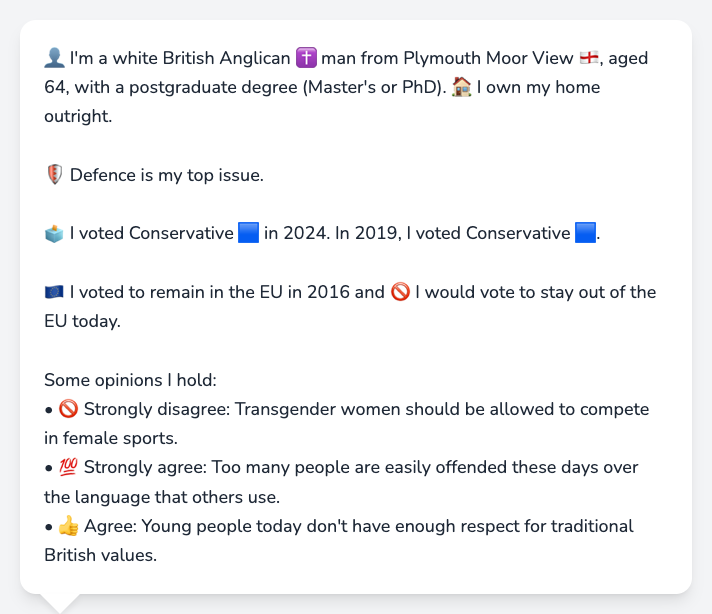 👤 I'm a white British Anglican ✝️ man from Plymouth Moor View 🏴󠁧󠁢󠁥󠁮󠁧󠁿, aged
64, with a postgraduate degree (Master's or PhD). 🏠 I own my home
outright.
🛡️ Defence is my top issue.
🗳️ I voted Conservative 🟦 in 2024. In 2019, I voted Conservative 🟦.
🇪🇺 I voted to remain in the EU in 2016 and 🚫 I would vote to stay out of the
EU today.
Some opinions I hold:
• 🚫 Strongly disagree: Transgender women should be allowed to compete
in female sports.
• 💯 Strongly agree: Too many people are easily offended these days over
the language that others use.
• 👍 Agree: Young people today don't have enough respect for traditional
British values.